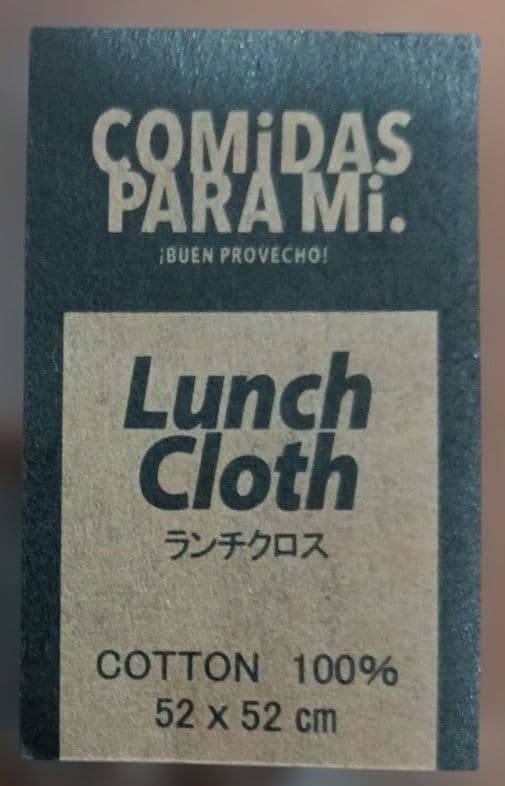 COMiDAS
PARA Mi.
¡BUEN PROVECHO!
Lunch
Cloth
ランチクロス
COTTON 100%
52 x 52 cm